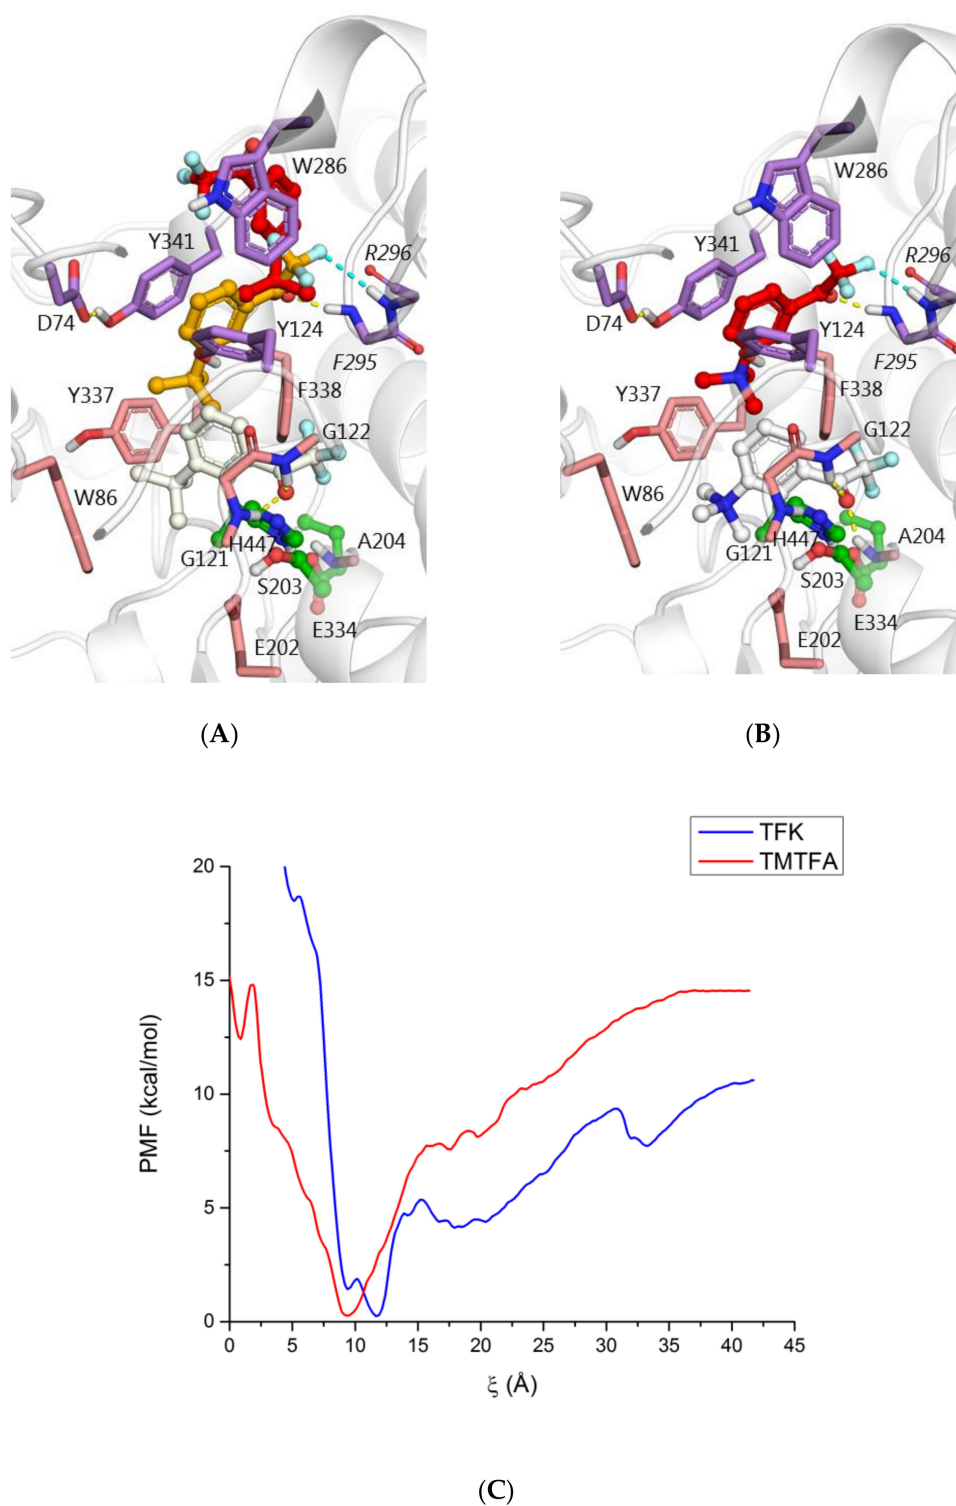 W286
Y341
R296
D74
Y124
F295
Y337
F338
G122
W86
G121
H447
A204
S203
E334
E202
(A)
W286
Y341
R296
D74
Y124
F295
Y337
F338
G122
W86
G121
H447
A204
S203
E334
E202
(B)
TFK
TMTFA
20
15
10
5
0
PMF (kcal/mol)
0 5 10 15 20 25 30 35 40 45
ξ (Å)
(C)